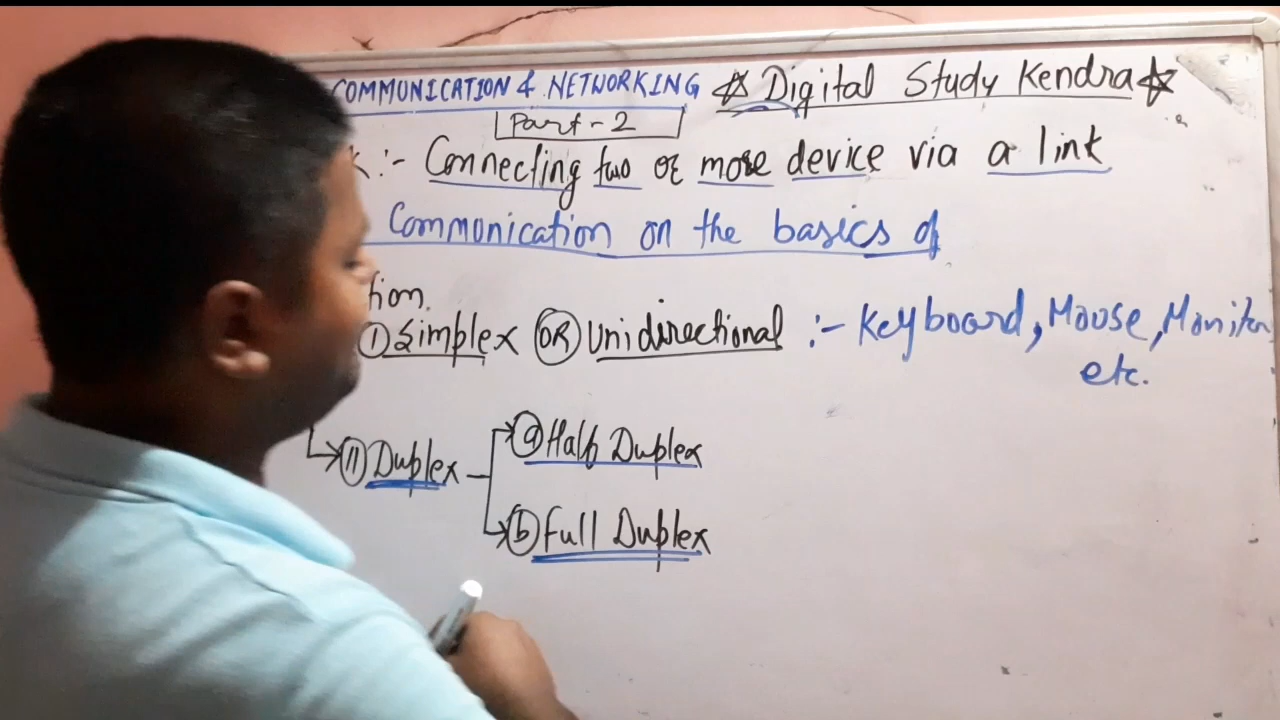 COMMUNICATION & NETWORKING ☆ Digital Study Kendra ☆
Part - 2
K :- Connecting two or more device via a link
Communication on the basics of
tion.
① Simplex OR Unidirectional :- Keyboard, Mouse, Monitor
etc.
ⓐ Half Duplex
⑪ Duplex
ⓑ Full Duplex